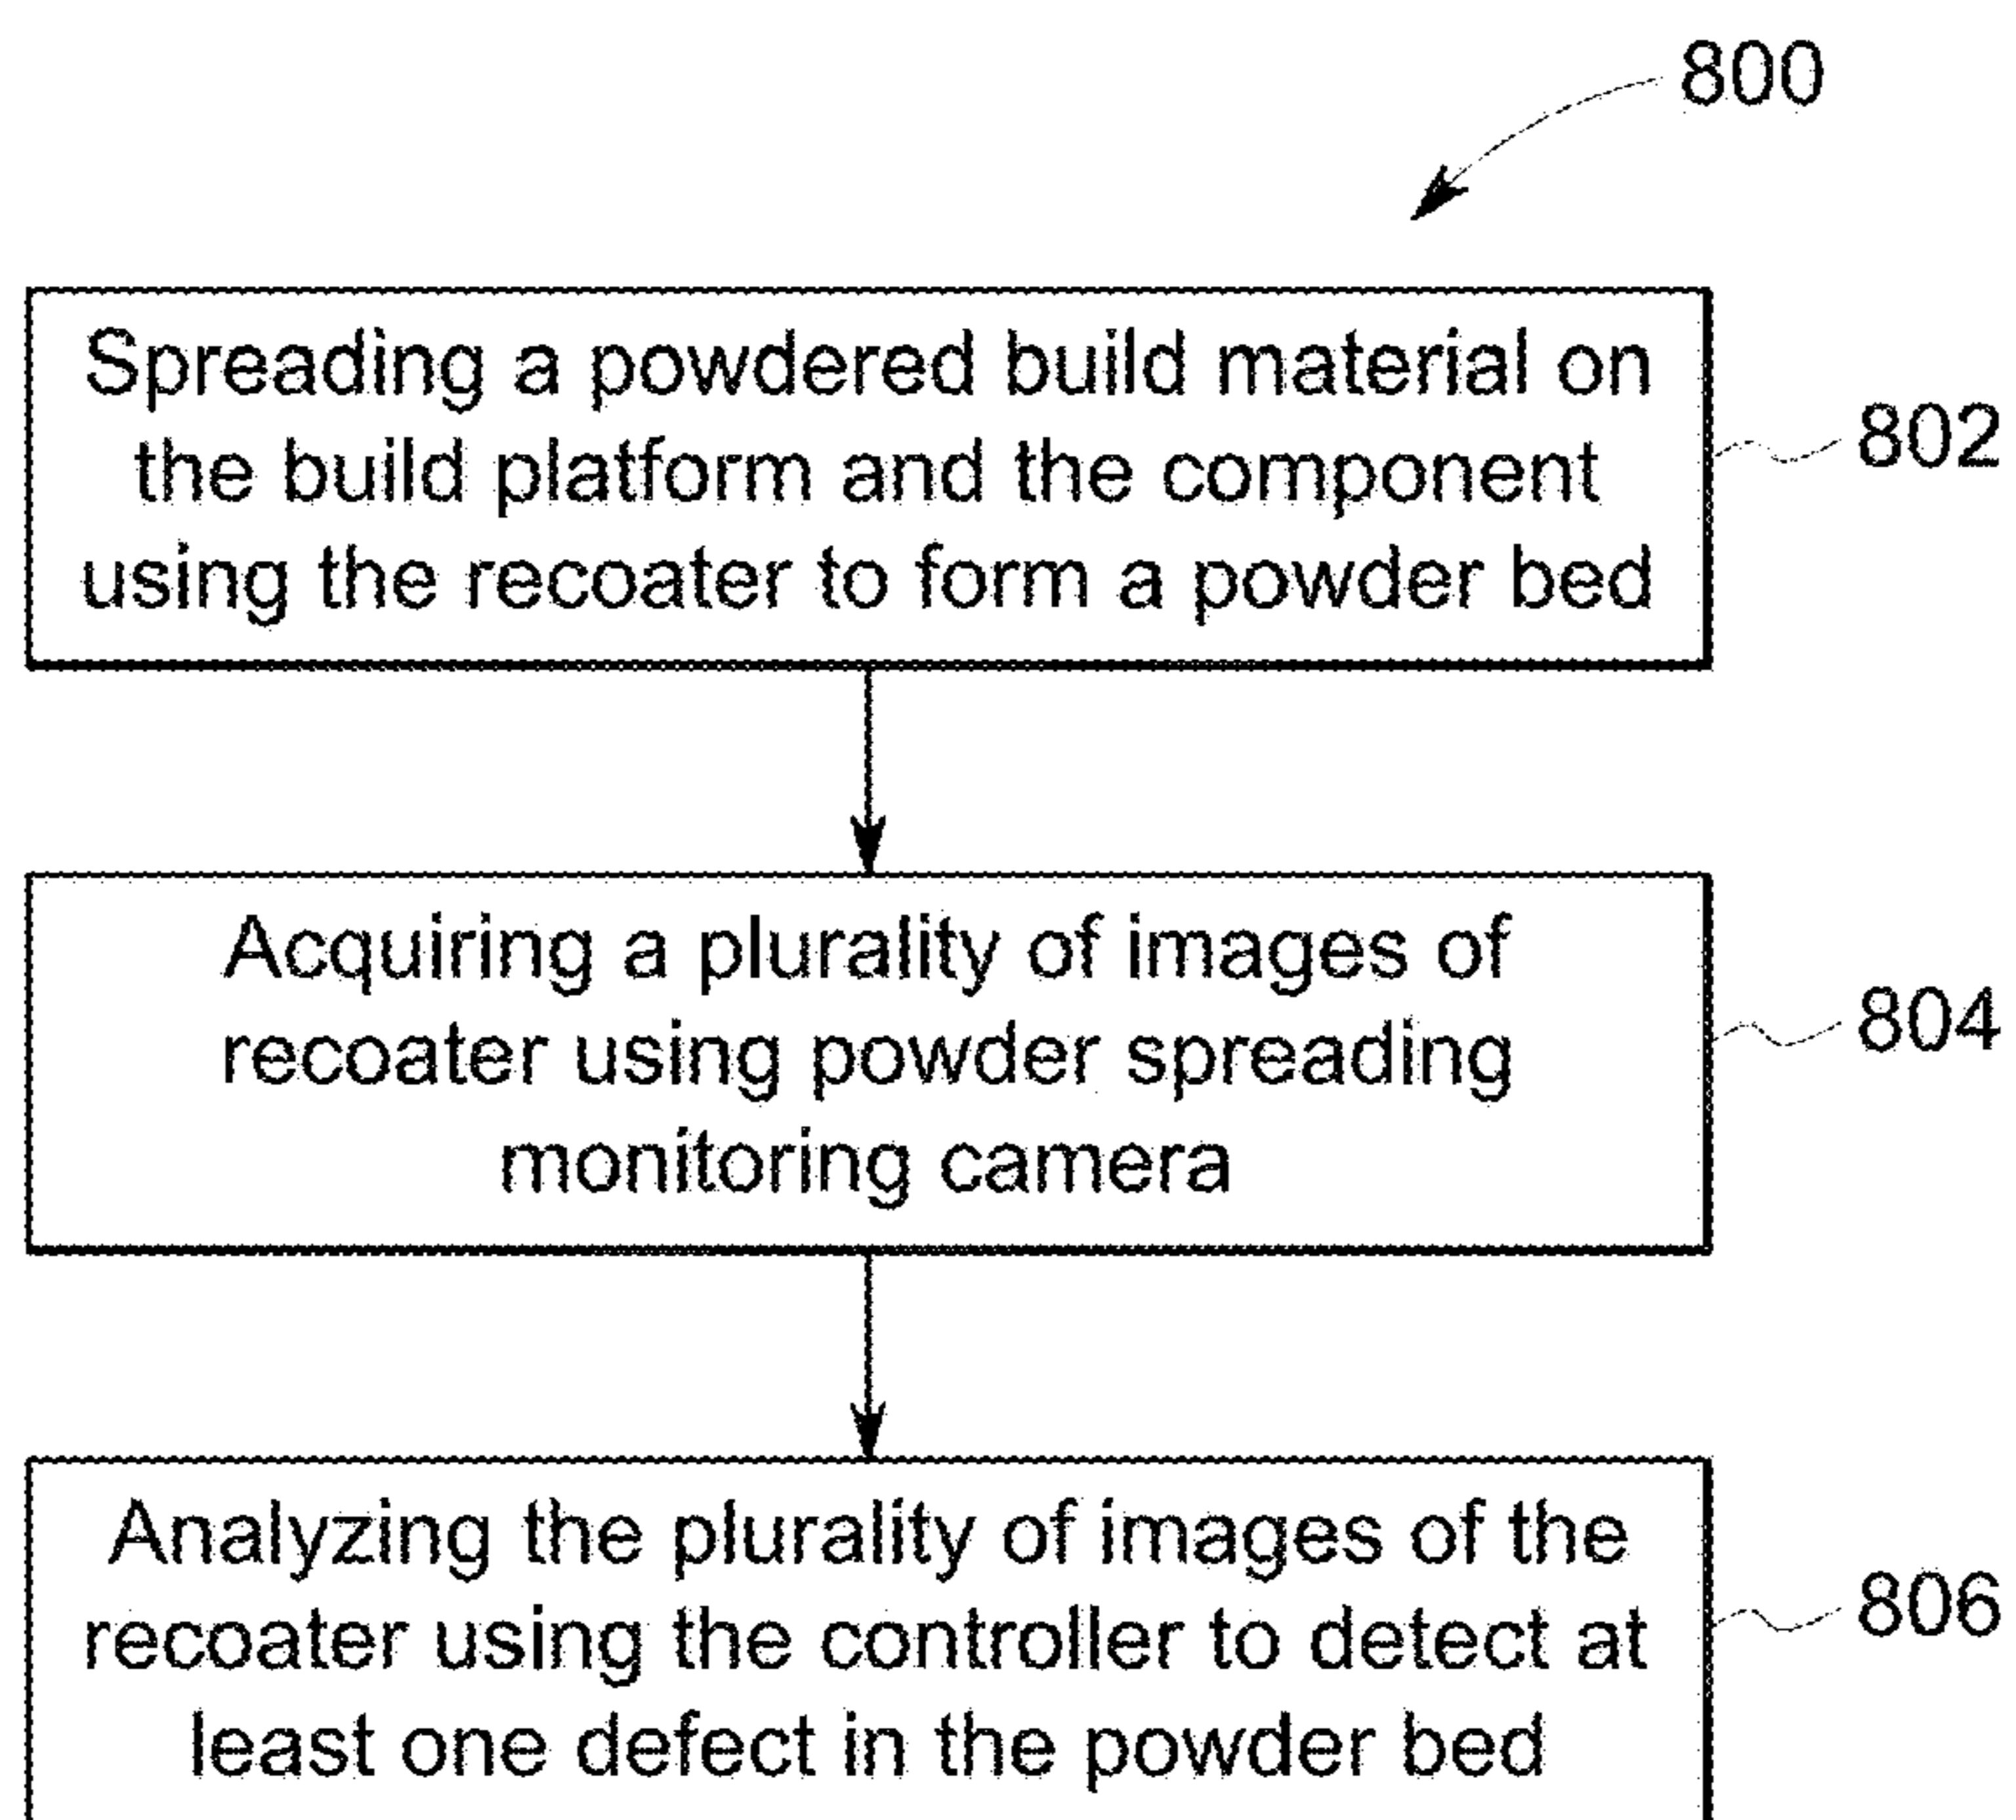 800
Spreading a powdered build material on
the build platform and the component
using the recoater to form a powder bed
802
Acquiring a plurality of images of
recoater using powder spreading
monitoring camera
804
Analyzing the plurality of images of the
recoater using the controller to detect at
least one defect in the powder bed
806